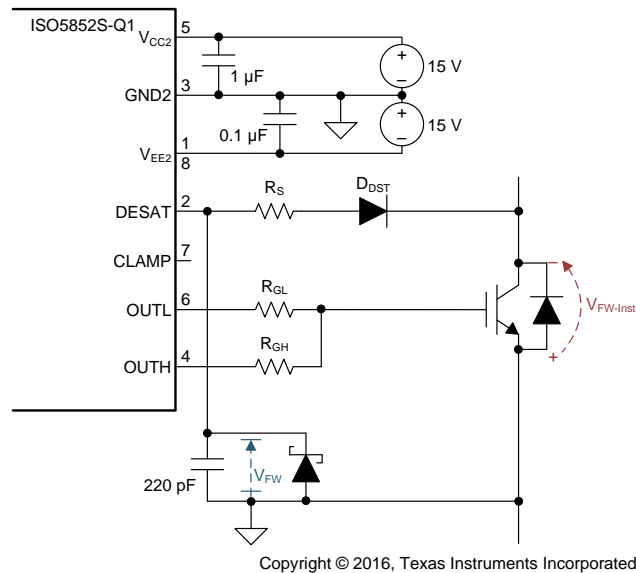 ISO5852S-Q1
VCC2
5
15 V
1 µF
GND2
3
0.1 µF
15 V
VEE2
1
8
DESAT
2
RS
DDST
CLAMP
7
OUTL
6
RGL
VFW-Inst
OUTH
4
RGH
220 pF
VFW
Copyright © 2016, Texas Instruments Incorporated